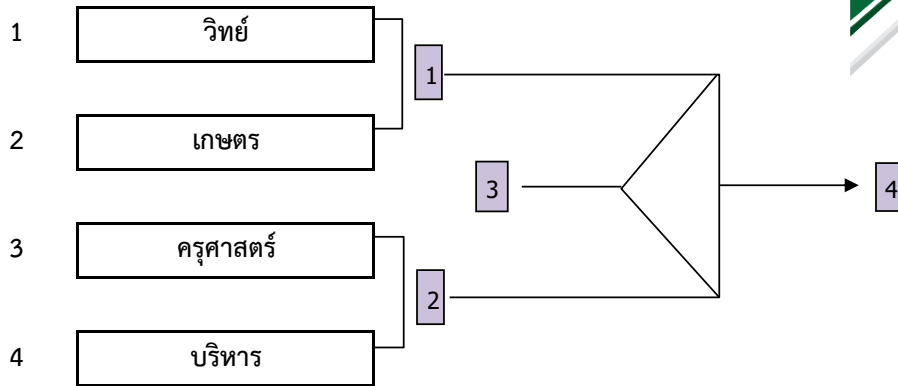 1 วิทย์
1
2 เกษตร
3
4
3 ครุศาสตร์
2
4 บริหาร